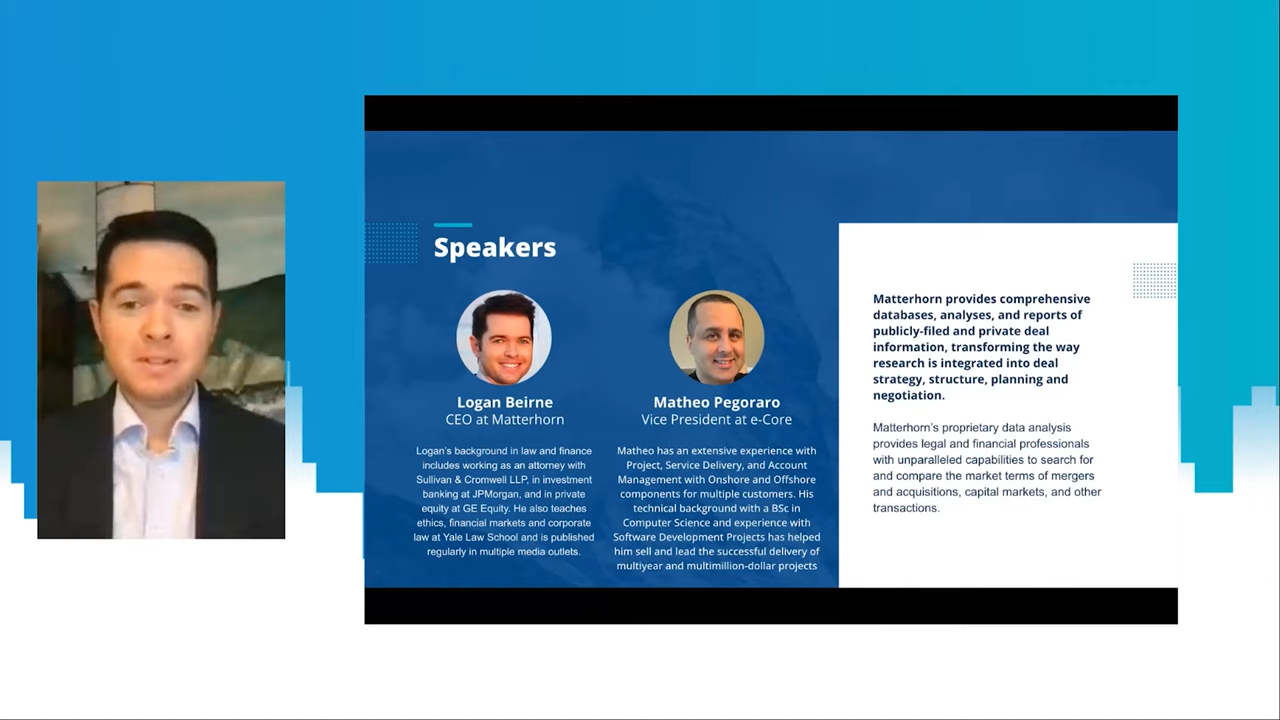 Speakers
Logan Beirne
CEO at Matterhorn
Logan's background in law and finance
includes working as an attorney with
Sullivan & Cromwell LLP, in investment
banking at JPMorgan, and in private
equity at GE Equity. He also teaches
ethics, financial markets and corporate
law at Yale Law School and is published
regularly in multiple media outlets.
Matheo Pegoraro
Vice President at e-Core
Matheo has an extensive experience with
Project, Service Delivery, and Account
Management with Onshore and Offshore
components for multiple customers. His
technical background with a BSc in
Computer Science and experience with
Software Development Projects has helped
him sell and lead the successful delivery of
multiyear and multimillion-dollar projects
Matterhorn provides comprehensive
databases, analyses, and reports of
publicly-filed and private deal
information, transforming the way
research is integrated into deal
strategy, structure, planning and
negotiation.
Matterhorn's proprietary data analysis
provides legal and financial professionals
with unparalleled capabilities to search for
and compare the market terms of mergers
and acquisitions, capital markets, and other
transactions.